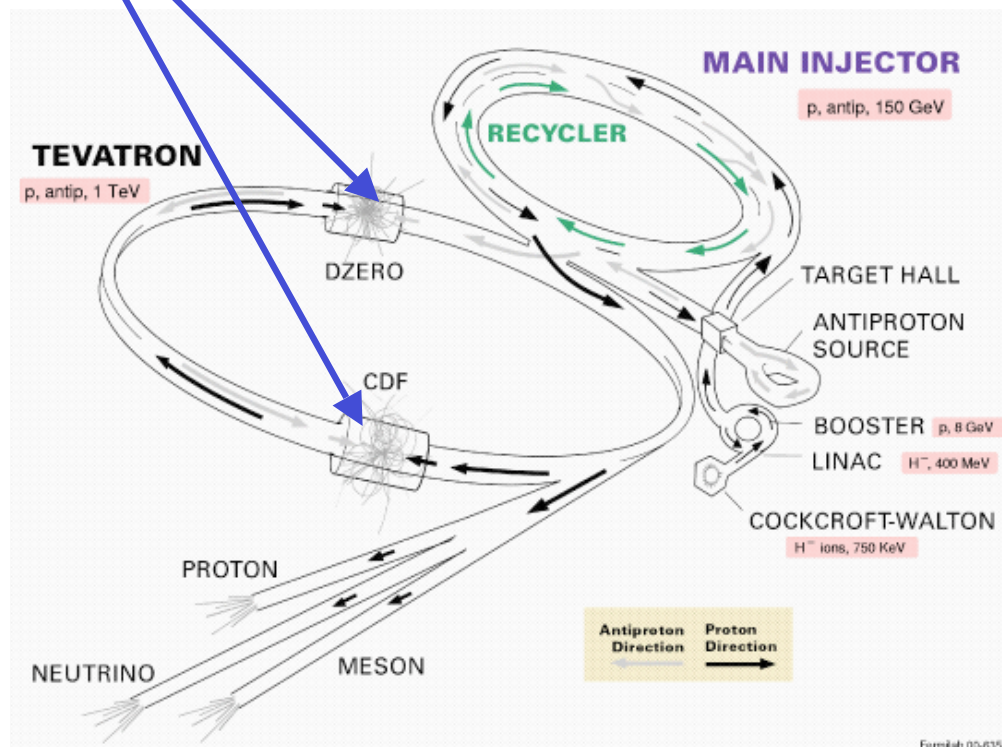 MAIN INJECTOR
p, antip, 150 GeV
RECYCLER
TEVATRON
p, antip, 1 TeV
DZERO
TARGET HALL
ANTIPROTON
SOURCE
CDF
BOOSTER
p, 8 GeV
LINAC
H⁻, 400 MeV
COCKCROFT-WALTON
H⁻ ions, 750 KeV
PROTON
NEUTRINO
MESON
Antiproton Proton
Direction Direction